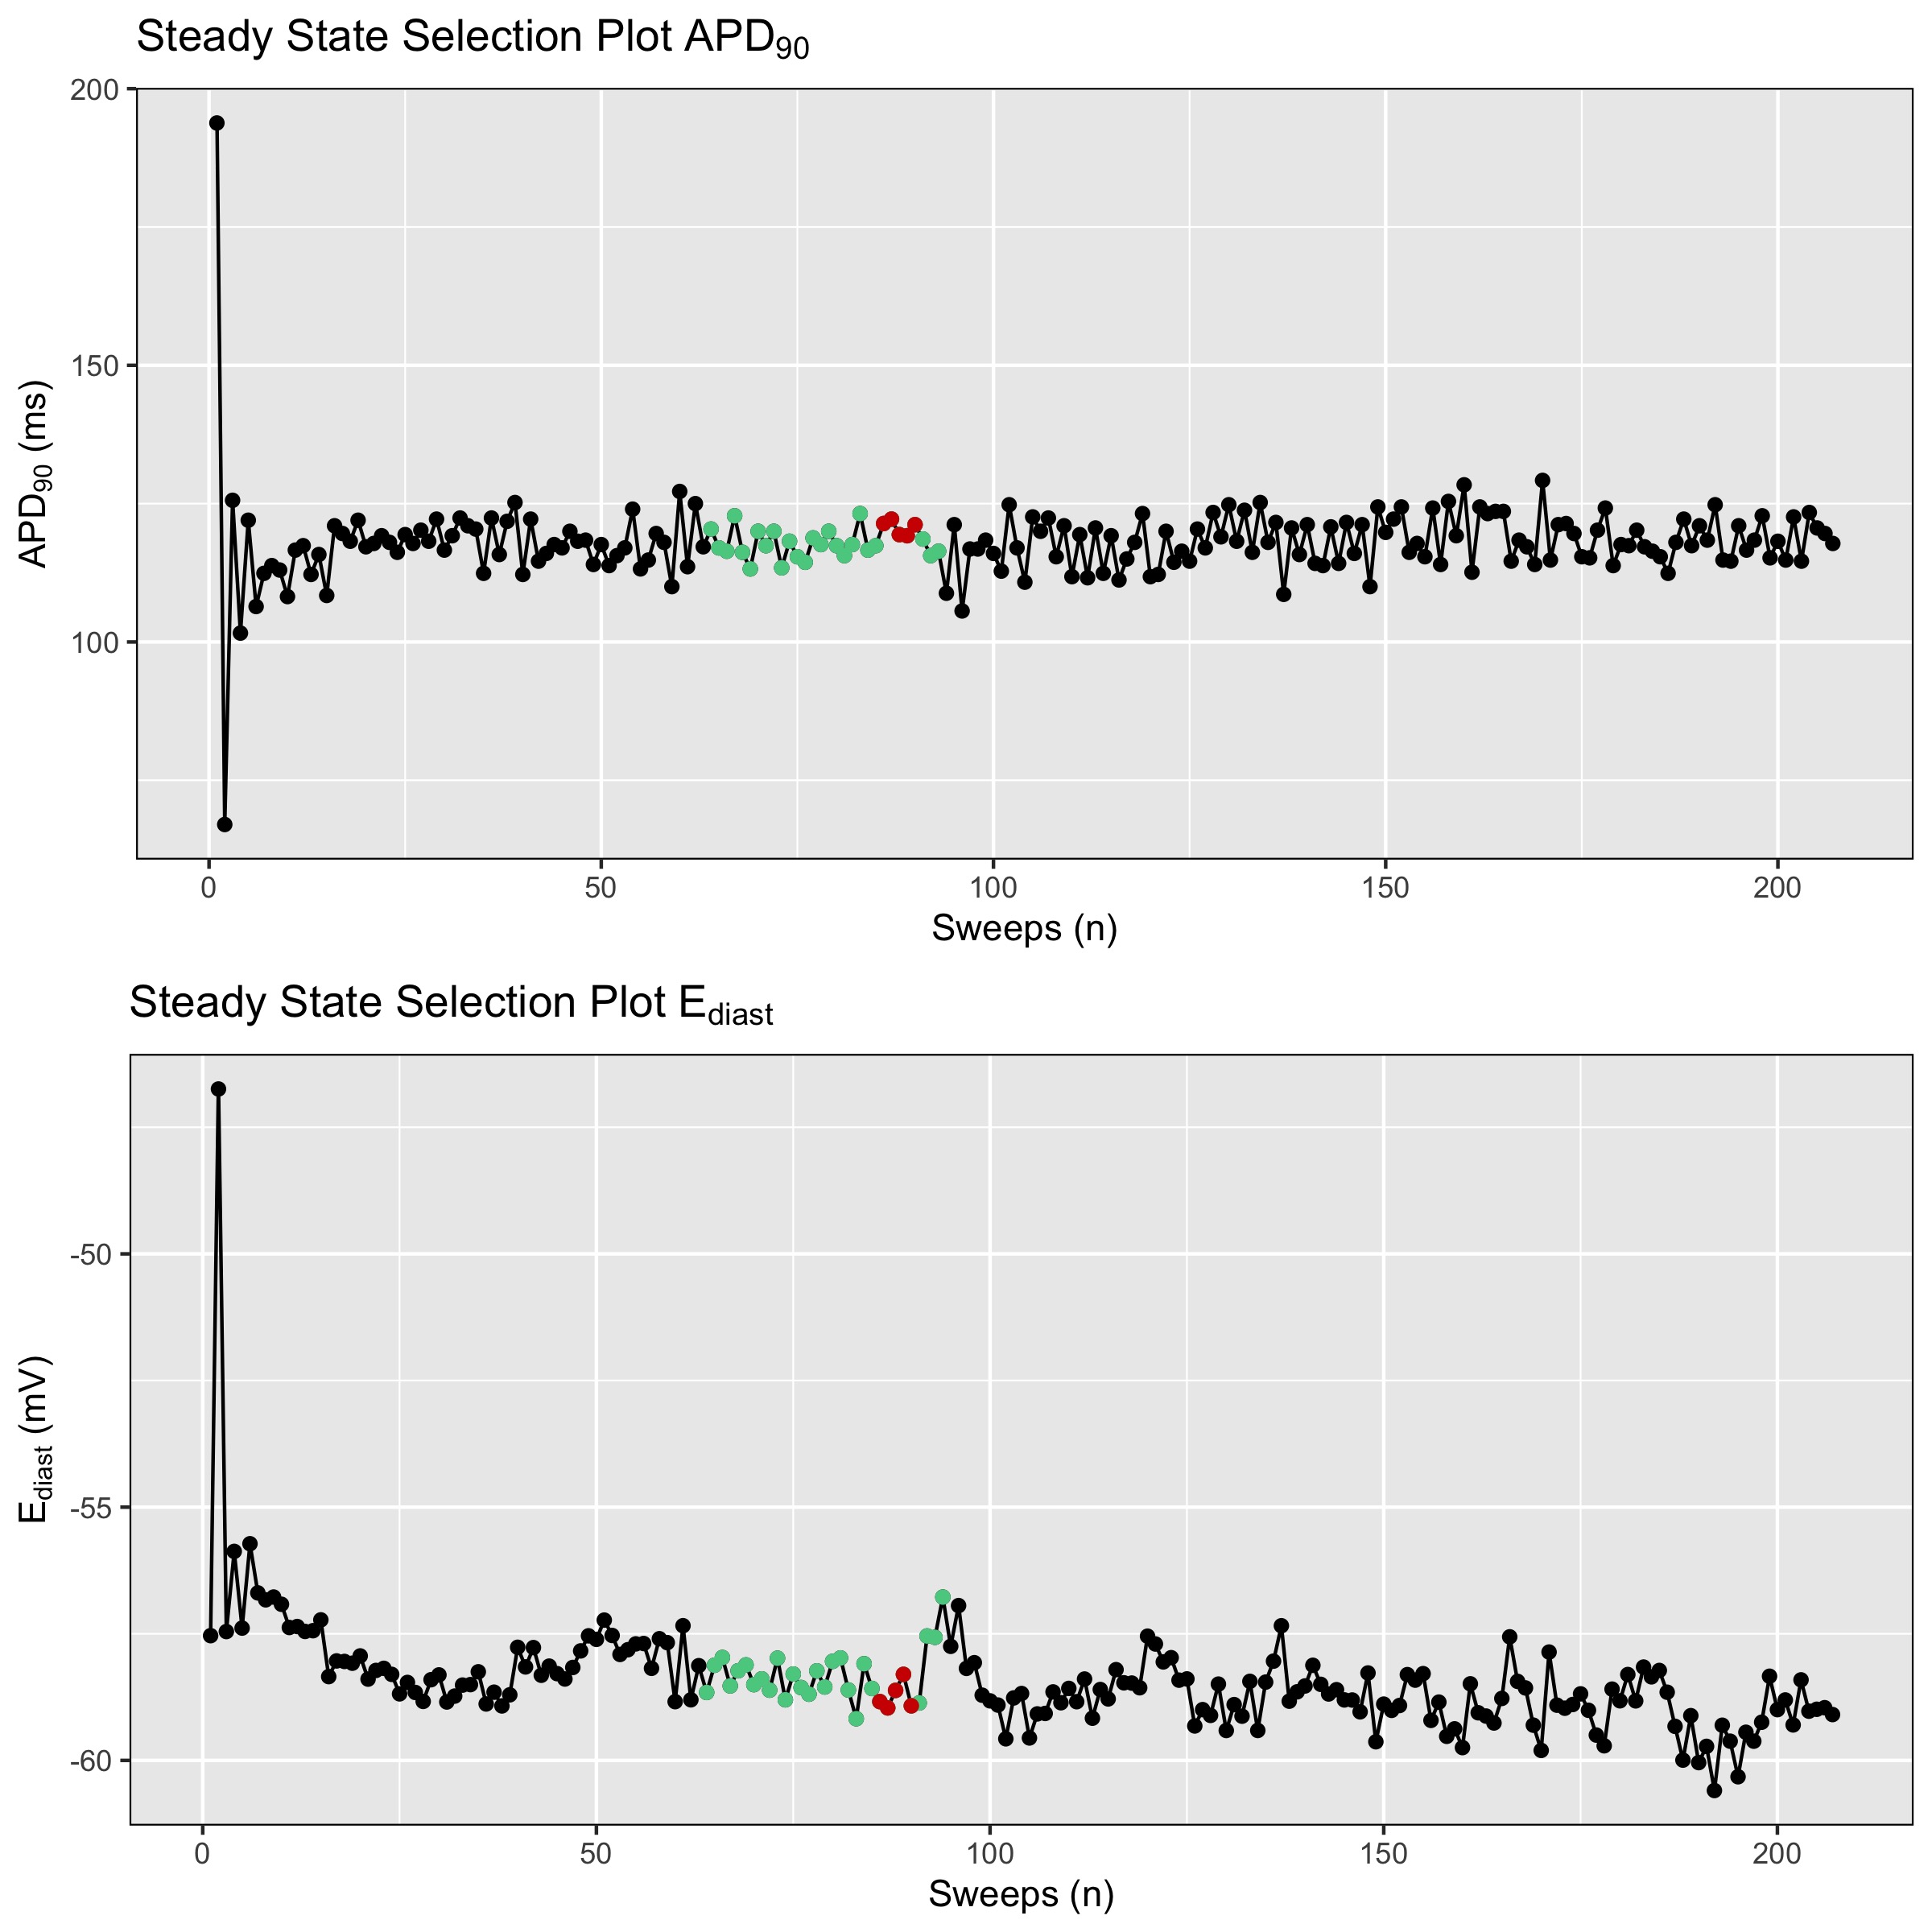 Steady State Selection Plot APD90
200
150
100
APD90 (ms)
0 50 100 150 200
Sweeps (n)
Steady State Selection Plot Ediast
-50
-55
-60
Ediast (mV)
0 50 100 150 200
Sweeps (n)